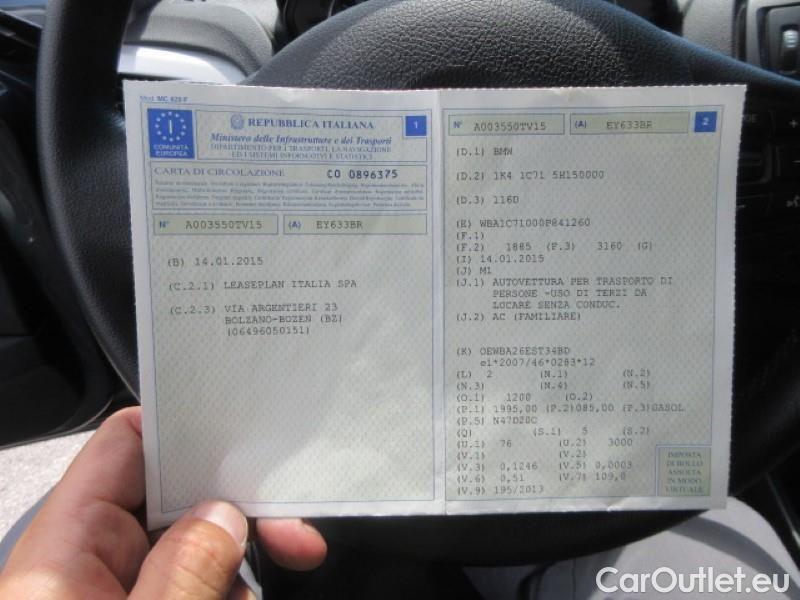 Mod. MC 820 F
I
COMUNITÀ
EUROPEA
REPUBBLICA ITALIANA
1
Ministero delle Infrastrutture e dei Trasporti
DIPARTIMENTO PER I TRASPORTI, LA NAVIGAZIONE
ED I SISTEMI INFORMATIVI E STATISTICI
CARTA DI CIRCOLAZIONE
CO 0896375
N° A003550TV15 (A) EY633BR
(B) 14.01.2015
(C.2.1) LEASEPLAN ITALIA SPA
(C.2.3) VIA ARGENTIERI 23
BOLZANO-BOZEN (BZ)
(06496050151)
N° A003550TV15 (A) EY633BR 2
(D.1) BMW
(D.2) 1K4 1C71 5H150000
(D.3) 116D
(E) WBA1C71000P841260
(F.1)
(F.2) 1885 (F.3) 3160 (G)
(I) 14.01.2015
(J) M1
(J.1) AUTOVETTURA PER TRASPORTO DI
PERSONE -USO DI TERZI DA
LOCARE SENZA CONDUC.
(J.2) AC (FAMILIARE)
(K) OEWBA26EST34BD
e1*2007/46*0283*12
(L) 2 (N.1) (N.2)
(N.3) (N.4) (N.5)
(O.1) 1200 (O.2)
(P.1) 1995,00 (P.2)085,00 (P.3)GASOL
(P.5) N47D20C
(Q) (S.1) 5 (S.2)
(U.1) 76 (U.2) 3000
(V.1) (V.2)
(V.3) 0,1246 (V.5) 0,0003
(V.6) 0,51 (V.7) 109,0
(V.9) 195/2013
IMPOSTA
DI BOLLO
ASSOLTA
IN MODO
VIRTUALE
CarOutlet.eu